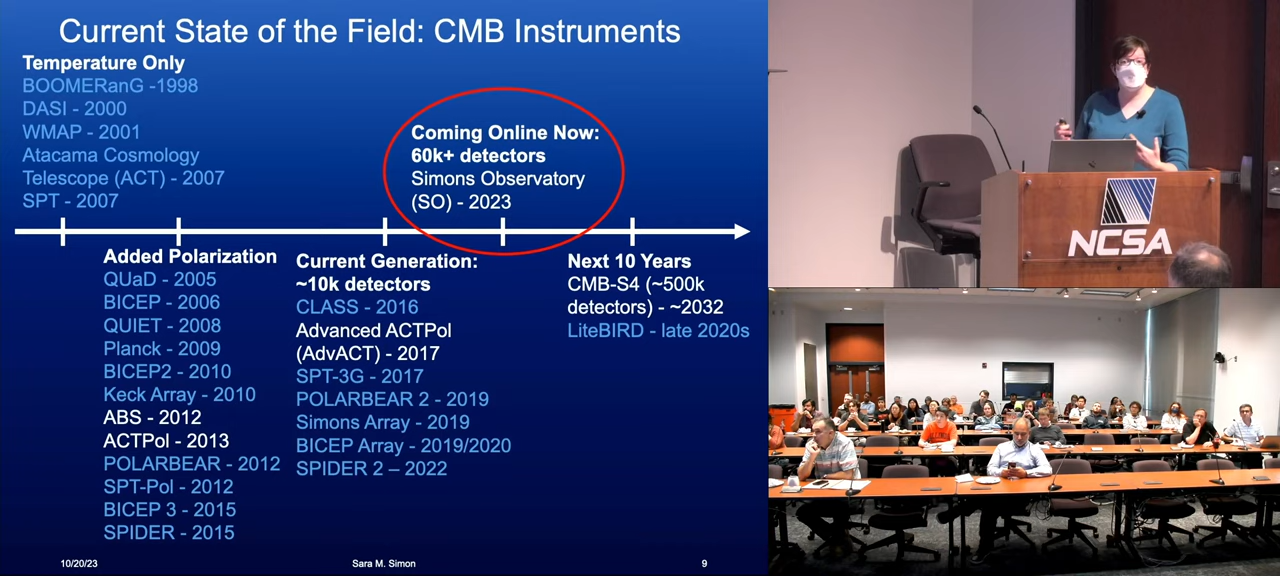 Current State of the Field: CMB Instruments
Temperature Only
BOOMERanG -1998
DASI - 2000
WMAP - 2001
Atacama Cosmology
Telescope (ACT) - 2007
SPT - 2007
Coming Online Now:
60k+ detectors
Simons Observatory
(SO) - 2023
Added Polarization
QUaD - 2005
BICEP - 2006
QUIET - 2008
Planck - 2009
BICEP2 - 2010
Keck Array - 2010
ABS - 2012
ACTPol - 2013
POLARBEAR - 2012
SPT-Pol - 2012
BICEP 3 - 2015
SPIDER - 2015
Current Generation:
~10k detectors
CLASS - 2016
Advanced ACTPol
(AdvACT) - 2017
SPT-3G - 2017
POLARBEAR 2 - 2019
Simons Array - 2019
BICEP Array - 2019/2020
SPIDER 2 – 2022
Next 10 Years
CMB-S4 (~500k
detectors) - ~2032
LiteBIRD - late 2020s
10/20/23
Sara M. Simon
9
NCSA